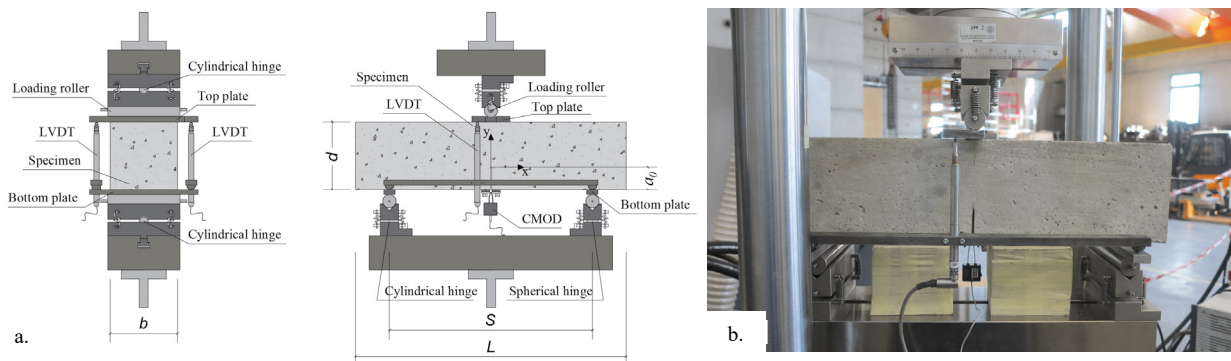 Cylindrical hinge
Loading roller
Top plate
LVDT
LVDT
Specimen
Bottom plate
Cylindrical hinge
b
a.
Specimen
LVDT
Loading roller
Top plate
y
x
d
a0
CMOD
Bottom plate
Cylindrical hinge
Spherical hinge
S
L
b.